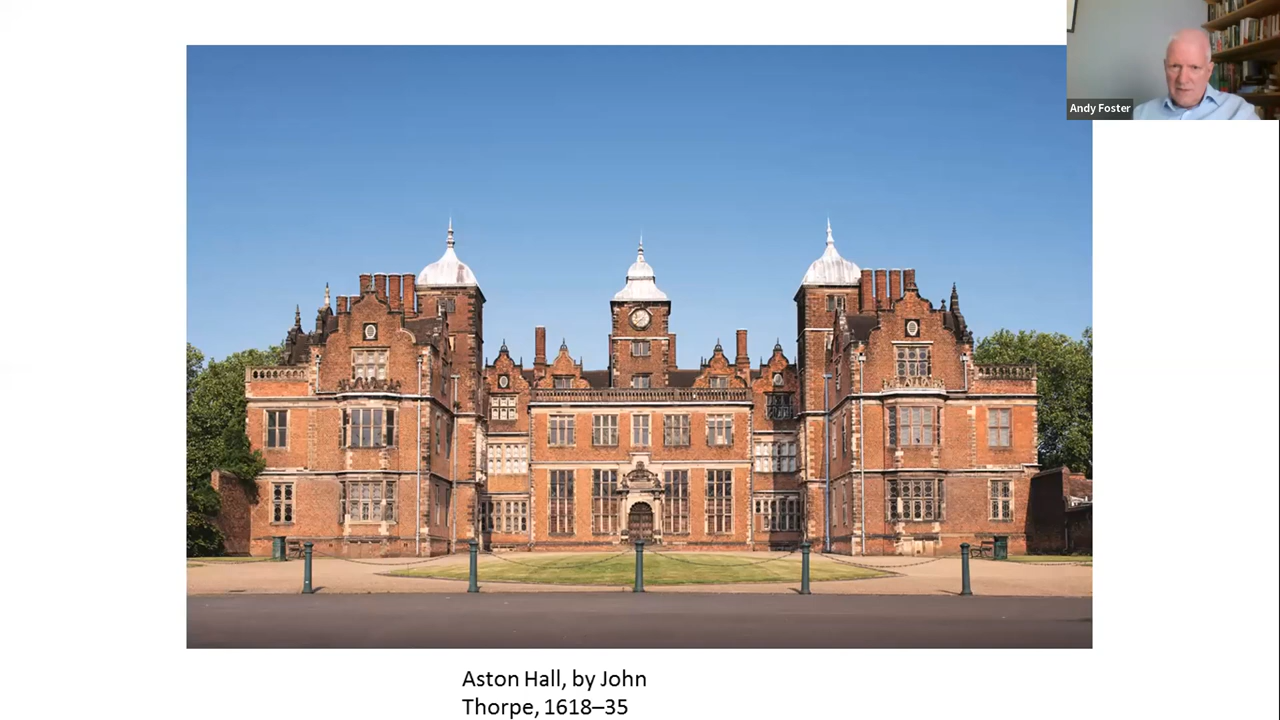 Andy Foster
Aston Hall, by John
Thorpe, 1618–35